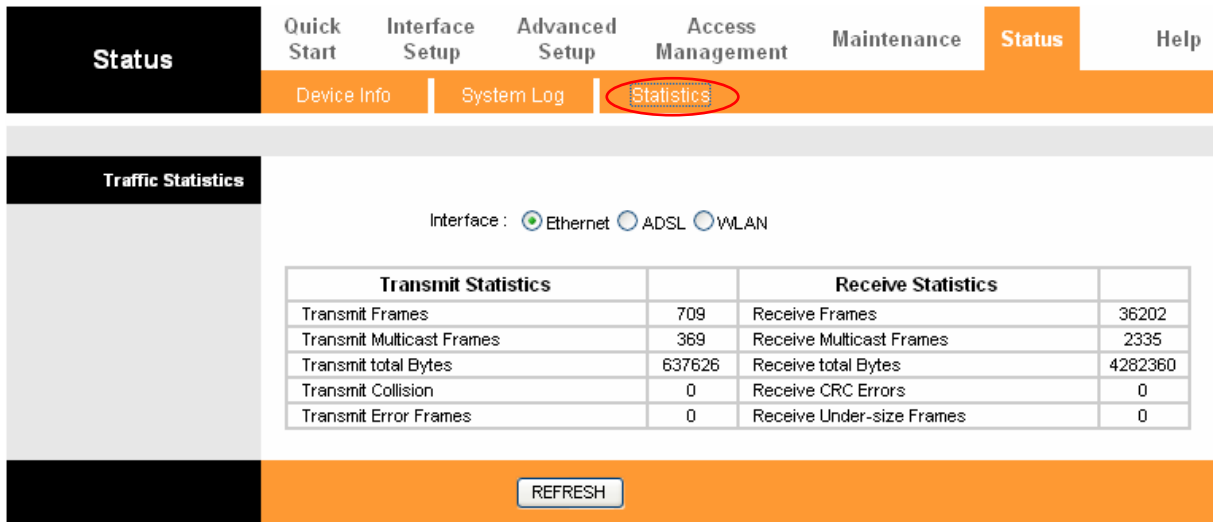 Status
Quick Start
Interface Setup
Advanced Setup
Access Management
Maintenance
Status
Help
Device Info
System Log
Statistics
Traffic Statistics
Interface : Ethernet ADSL WLAN
Transmit Statistics Receive Statistics
Transmit Frames 709 Receive Frames 36202
Transmit Multicast Frames 369 Receive Multicast Frames 2335
Transmit total Bytes 637626 Receive total Bytes 4282360
Transmit Collision 0 Receive CRC Errors 0
Transmit Error Frames 0 Receive Under-size Frames 0
REFRESH